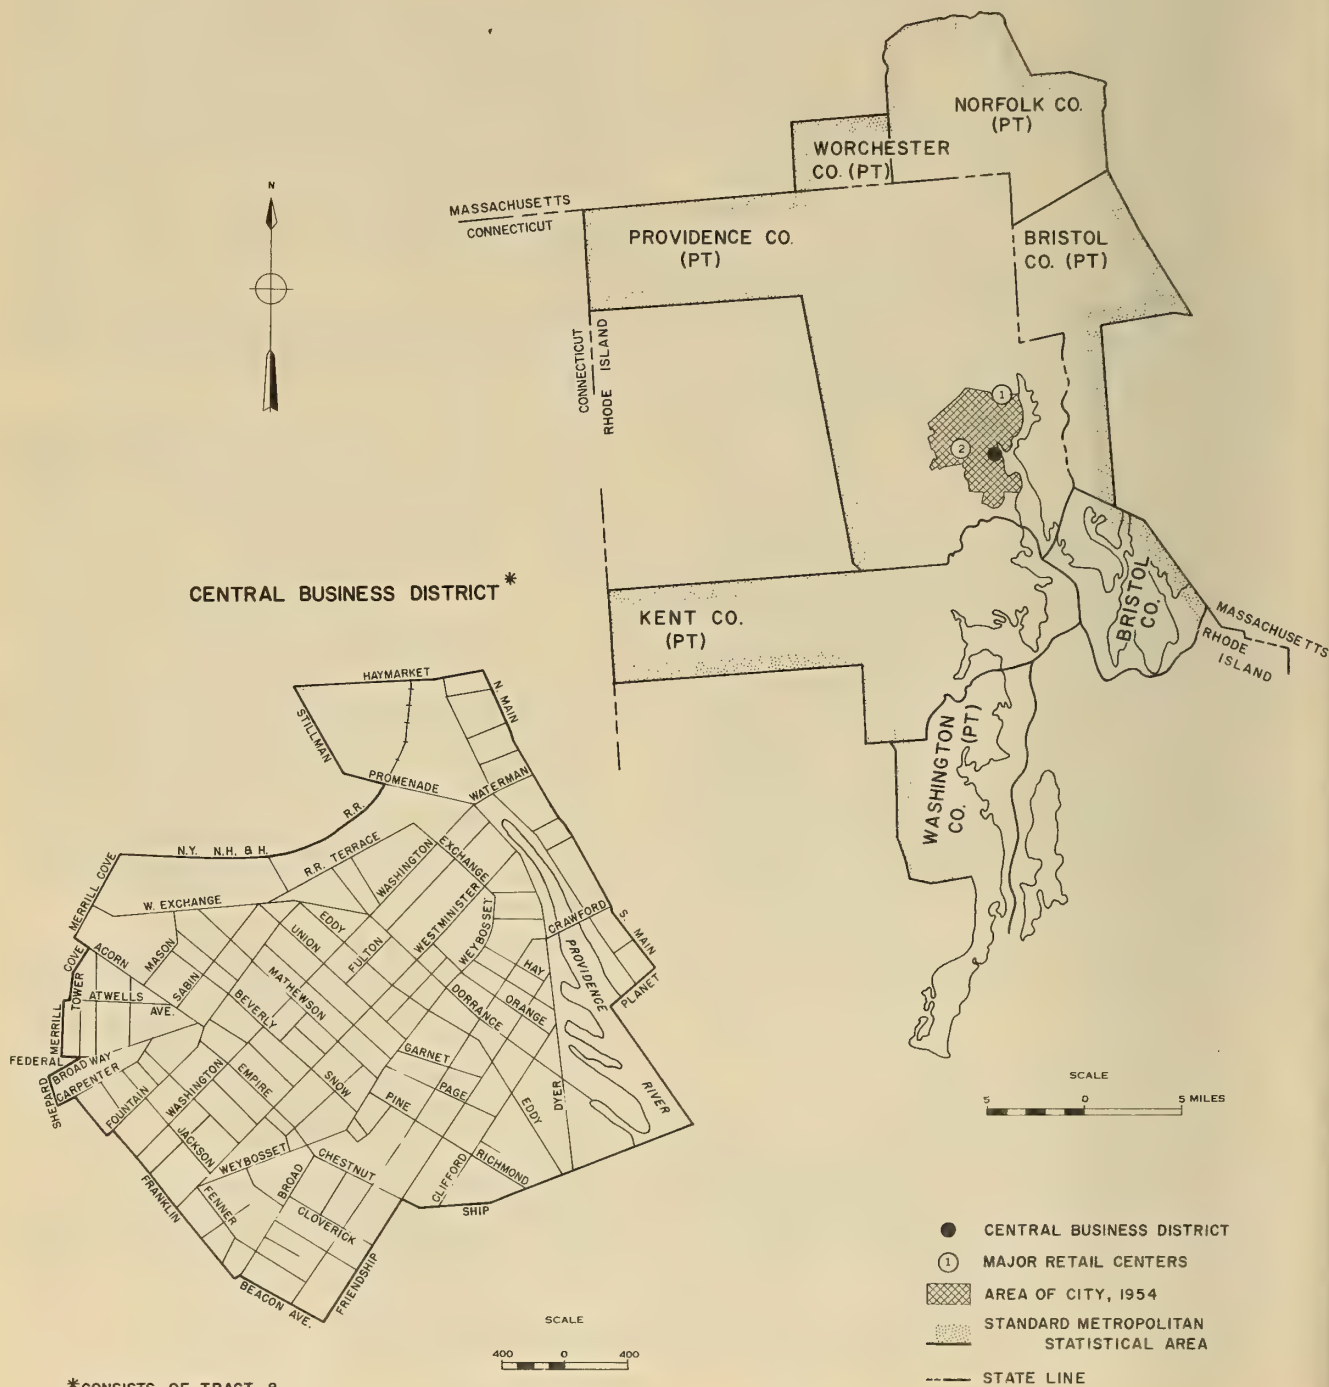 NORFOLK CO.
(PT)
WORCHESTER
CO. (PT)
N
MASSACHUSETTS
CONNECTICUT
PROVIDENCE CO.
(PT)
BRISTOL
CO. (PT)
CONNECTICUT
RHODE ISLAND
1
2
CENTRAL BUSINESS DISTRICT*
KENT CO.
(PT)
BRISTOL
CO.
MASSACHUSETTS
RHODE
ISLAND
WASHINGTON
CO. (PT)
HAYMARKET
N. MAIN
STILLMAN
PROMENADE
WATERMAN
R.R.
N.Y. N.H. & H.
R.R. TERRACE
WASHINGTON
EXCHANGE
MERRILL COVE
W. EXCHANGE
EDDY
UNION
FULTON
WESTMINISTER
WEYBOSSET
CRAWFORD
S. MAIN
COVE
ACORN
MASON
SABIN
MATHEWSON
BEVERLY
HAY
PROVIDENCE
PLANET
TOWER
ATWELLS
AVE.
DORRANCE
ORANGE
MERRILL
FEDERAL
BROADWAY
CARPENTER
SHEPARD
GARNET
FOUNTAIN
WASHINGTON
EMPIRE
SNOW
PAGE
PINE
EDDY
DYER
RIVER
JACKSON
WEYBOSSET
CHESTNUT
BROAD
CLIFFORD
RICHMOND
FRANKLIN
FENNER
CLOVERICK
SHIP
FRIENDSHIP
BEACON AVE.
SCALE
5 0 5 MILES
SCALE
400 0 400
CENTRAL BUSINESS DISTRICT
1 MAJOR RETAIL CENTERS
AREA OF CITY, 1954
STANDARD METROPOLITAN
STATISTICAL AREA
STATE LINE
*CONSISTS OF TRACT 8